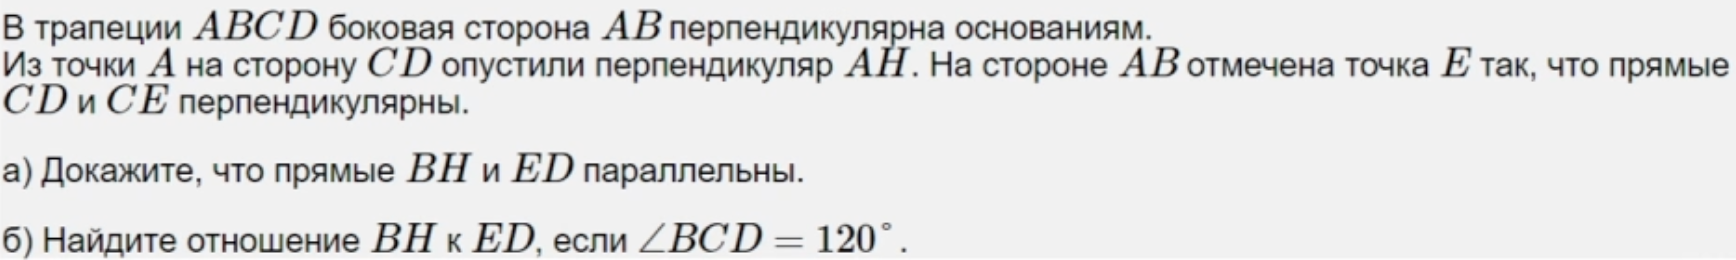 В трапеции ABCD боковая сторона AB перпендикулярна основаниям.
Из точки A на сторону CD опустили перпендикуляр AH. На стороне AB отмечена точка E так, что прямые
CD и CE перпендикулярны.
а) Докажите, что прямые BH и ED параллельны.
б) Найдите отношение BH к ED, если ∠BCD = 120°.